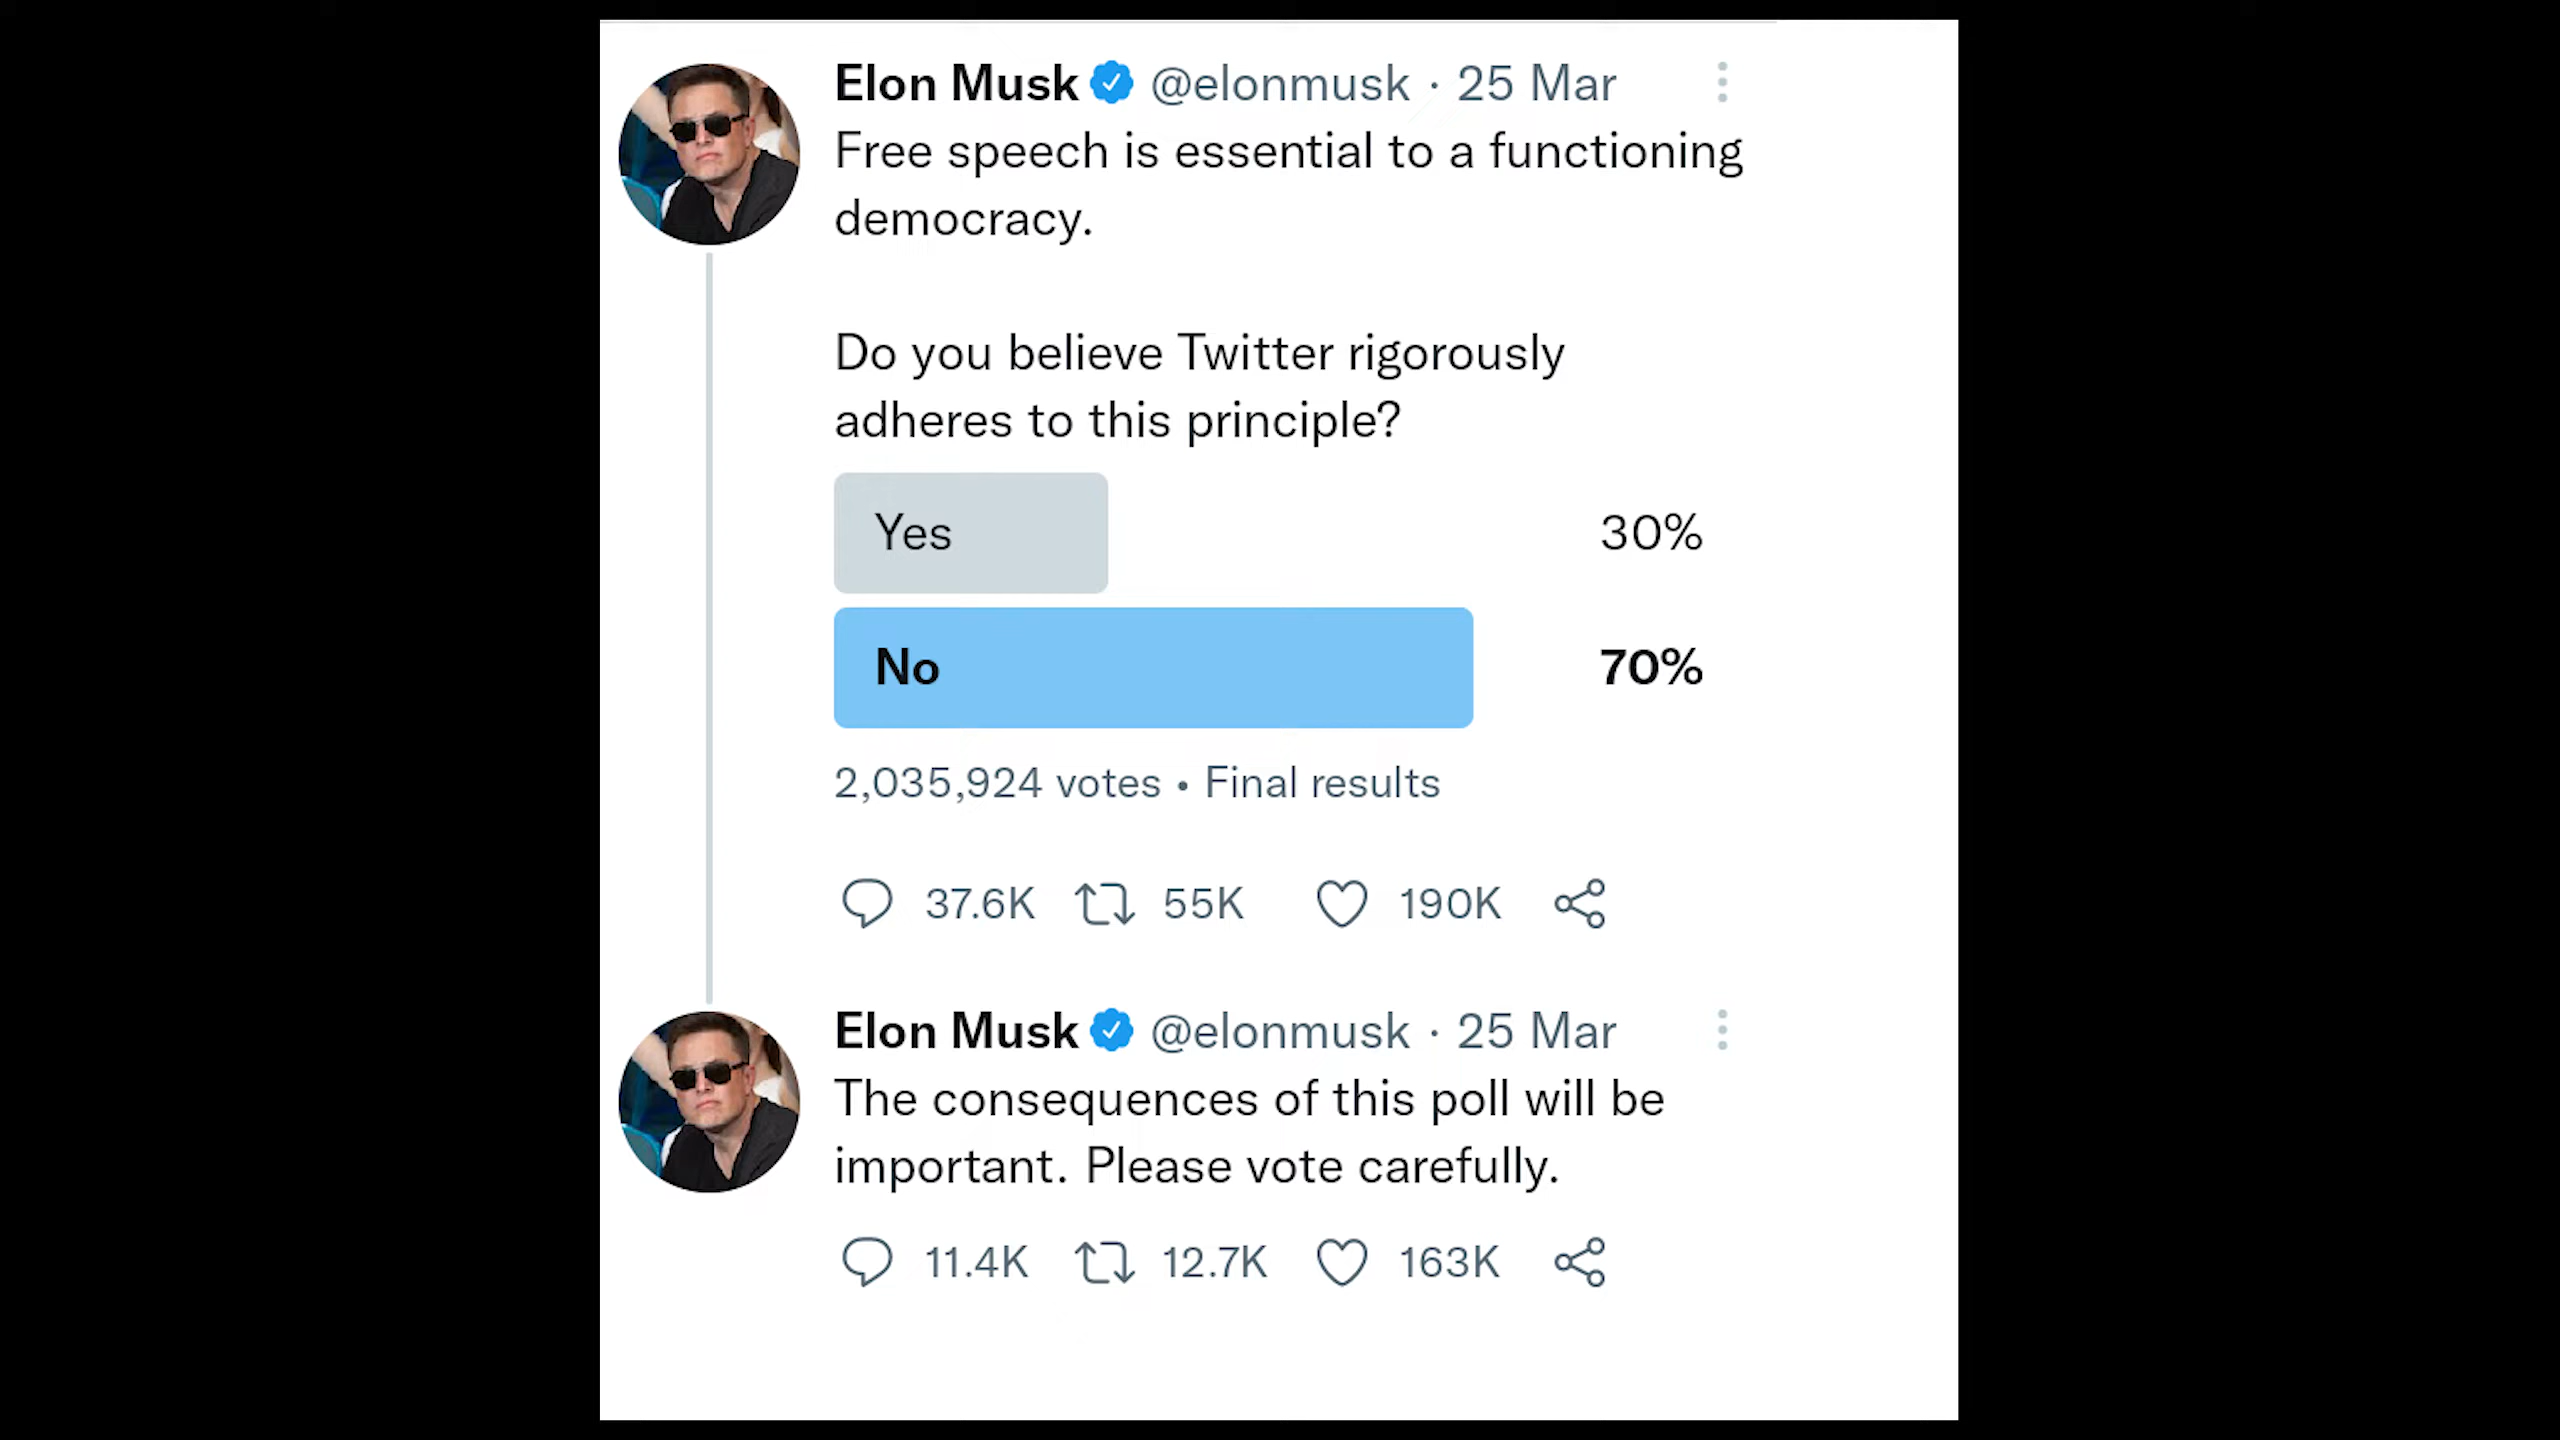 Elon Musk @elonmusk · 25 Mar
Free speech is essential to a functioning
democracy.
Do you believe Twitter rigorously
adheres to this principle?
Yes 30%
No 70%
2,035,924 votes • Final results
37.6K 55K 190K
Elon Musk @elonmusk · 25 Mar
The consequences of this poll will be
important. Please vote carefully.
11.4K 12.7K 163K